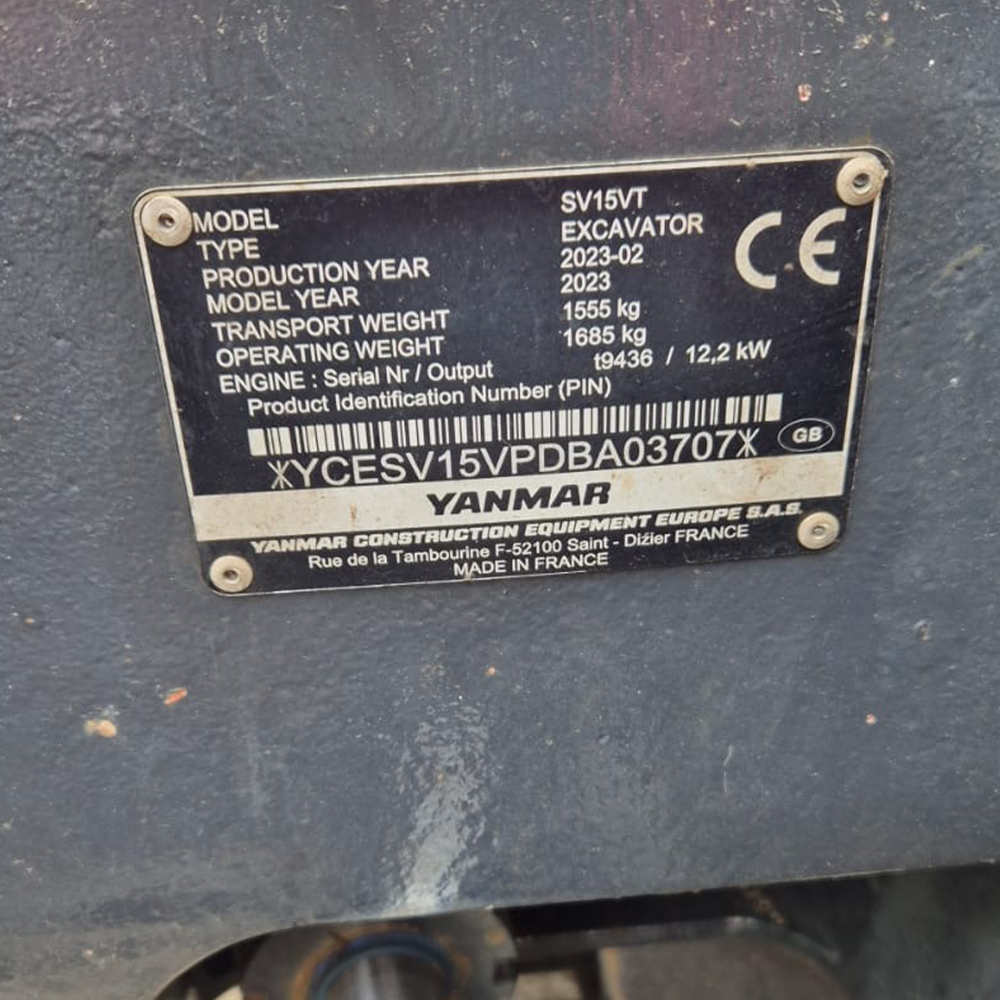 MODEL SV15VT
TYPE EXCAVATOR
PRODUCTION YEAR 2023-02
MODEL YEAR 2023
TRANSPORT WEIGHT 1555 kg
OPERATING WEIGHT 1685 kg
ENGINE : Serial Nr / Output t9436 / 12,2 kW
Product Identification Number (PIN)
CE
*YCESV15VPDBA03707*
GB
YANMAR
YANMAR CONSTRUCTION EQUIPMENT EUROPE S.A.S.
Rue de la Tambourine F-52100 Saint - Dizier FRANCE
MADE IN FRANCE